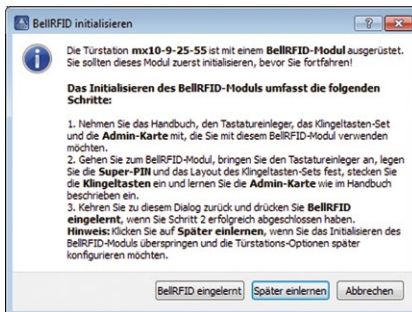 BellRFID initialisieren
Die Türstation mx10-9-25-55 ist mit einem BellRFID-Modul ausgerüstet.
Sie sollten dieses Modul zuerst initialisieren, bevor Sie fortfahren!
Das Initialisieren des BellRFID-Moduls umfasst die folgenden
Schritte:
1. Nehmen Sie das Handbuch, den Tastatureinleger, das Klingeltasten-Set
und die Admin-Karte mit, die Sie mit diesem BellRFID-Modul verwenden
möchten.
2. Gehen Sie zum BellRFID-Modul, bringen Sie den Tastatureinleger an, legen
Sie die Super-PIN und das Layout des Klingeltasten-Sets fest, stecken Sie
die Klingeltasten ein und lernen Sie die Admin-Karte wie im Handbuch
beschrieben ein.
3. Kehren Sie zu diesem Dialog zurück und drücken Sie BellRFID
eingelernt, wenn Sie Schritt 2 erfolgreich abgeschlossen haben.
Hinweis: Klicken Sie auf Später einlernen, wenn Sie das Initialisieren des
BellRFID-Moduls überspringen und die Türstations-Optionen später
konfigurieren möchten.
BellRFID eingelernt Später einlernen Abbrechen